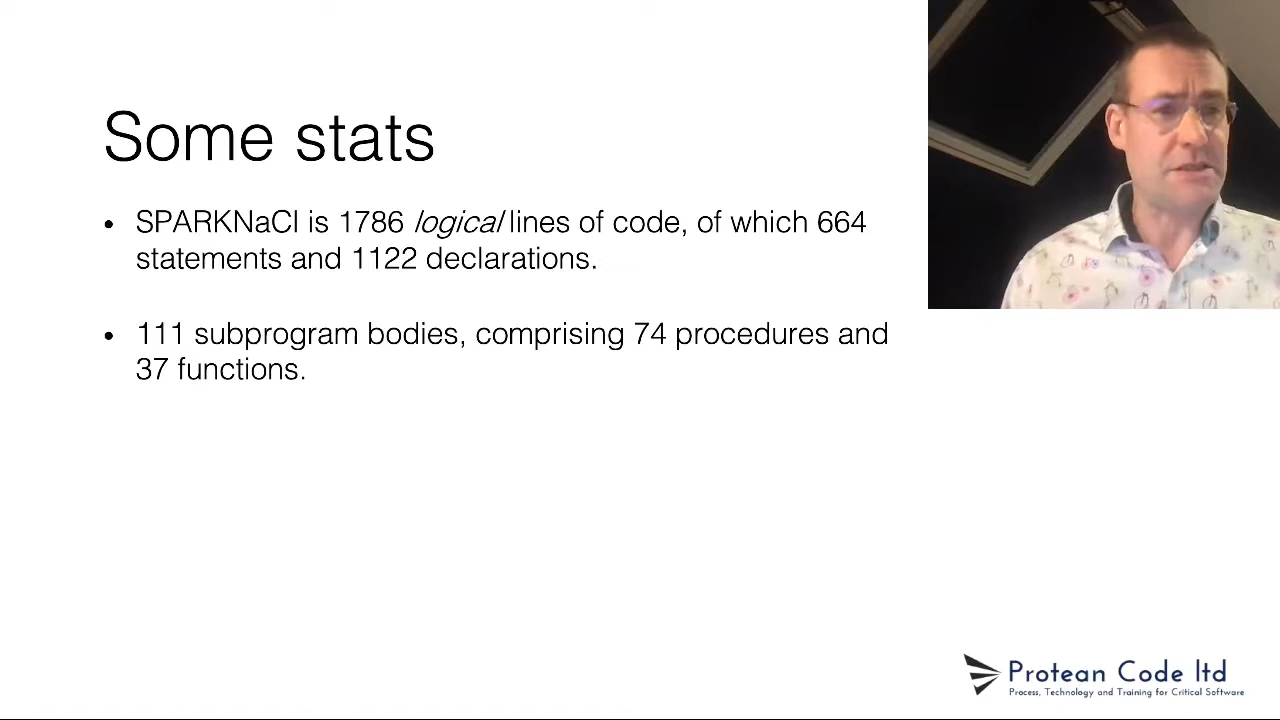 Some stats
• SPARKNaCl is 1786 logical lines of code, of which 664
statements and 1122 declarations.
• 111 subprogram bodies, comprising 74 procedures and
37 functions.
Protean Code ltd
Process, Technology and Training for Critical Software